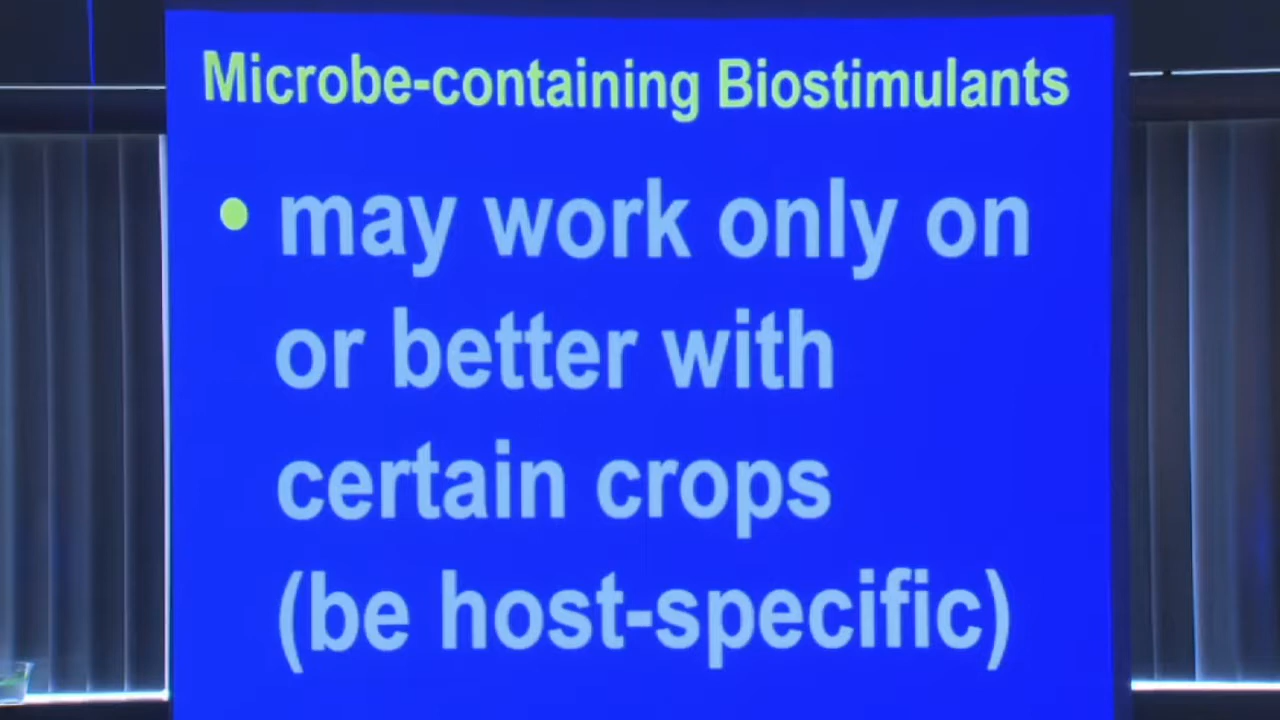 Microbe-containing Biostimulants
• may work only on
or better with
certain crops
(be host-specific)